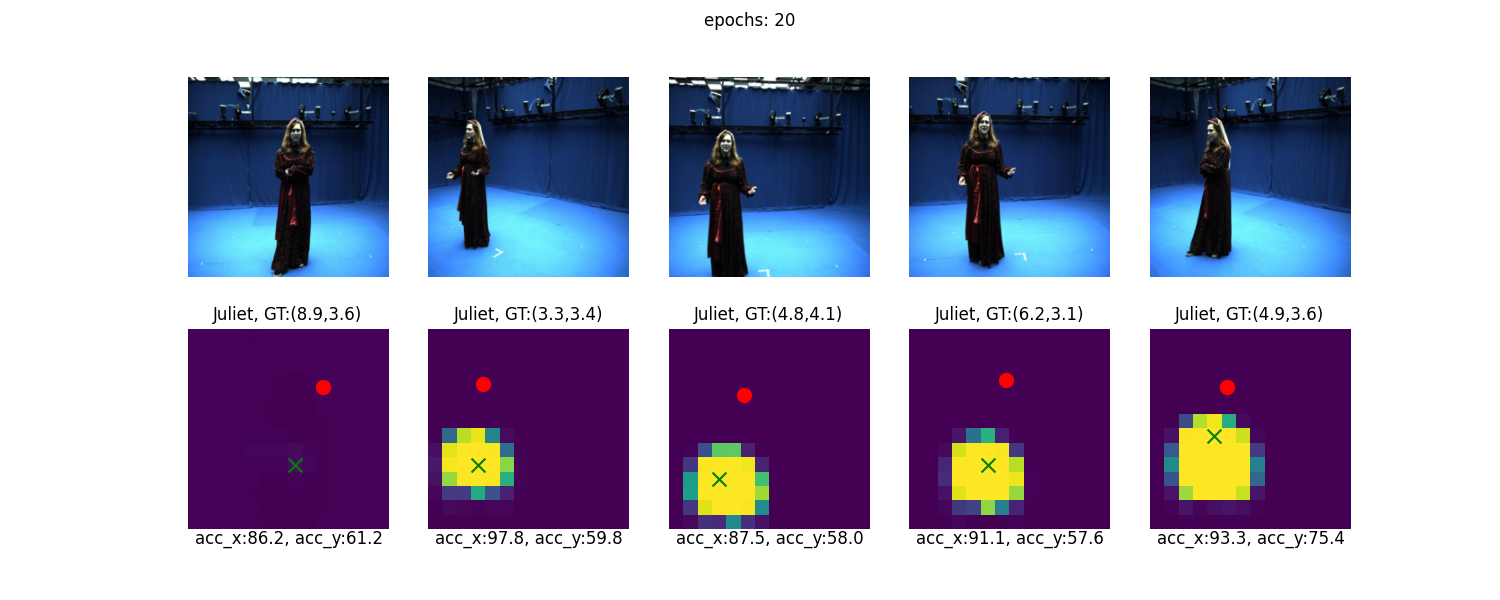 epochs: 20
Juliet, GT:(8.9,3.6)
Juliet, GT:(3.3,3.4)
Juliet, GT:(4.8,4.1)
Juliet, GT:(6.2,3.1)
Juliet, GT:(4.9,3.6)
acc_x:86.2, acc_y:61.2
acc_x:97.8, acc_y:59.8
acc_x:87.5, acc_y:58.0
acc_x:91.1, acc_y:57.6
acc_x:93.3, acc_y:75.4